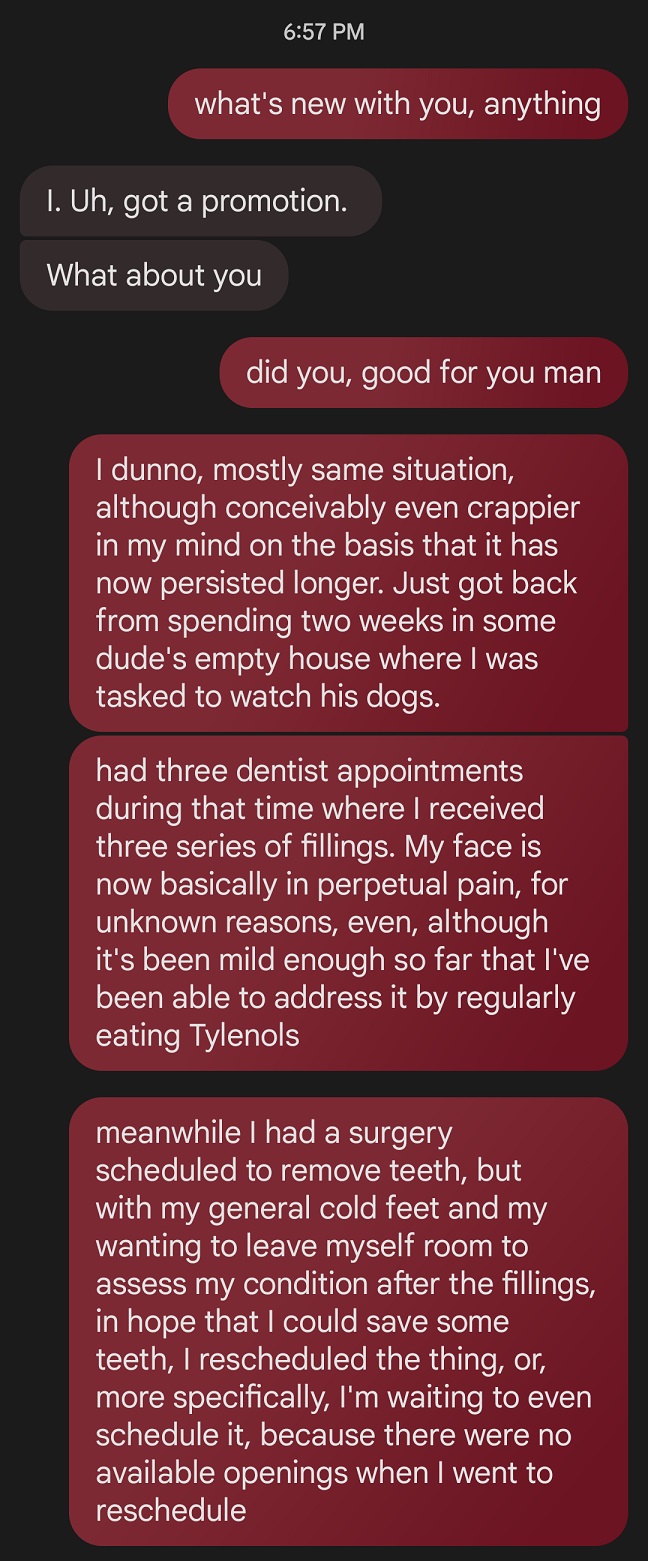 6:57 PM
what's new with you, anything
I. Uh, got a promotion.
What about you
did you, good for you man
I dunno, mostly same situation,
although conceivably even crappier
in my mind on the basis that it has
now persisted longer. Just got back
from spending two weeks in some
dude's empty house where I was
tasked to watch his dogs.
had three dentist appointments
during that time where I received
three series of fillings. My face is
now basically in perpetual pain, for
unknown reasons, even, although
it's been mild enough so far that I've
been able to address it by regularly
eating Tylenols
meanwhile I had a surgery
scheduled to remove teeth, but
with my general cold feet and my
wanting to leave myself room to
assess my condition after the fillings,
in hope that I could save some
teeth, I rescheduled the thing, or,
more specifically, I'm waiting to even
schedule it, because there were no
available openings when I went to
reschedule